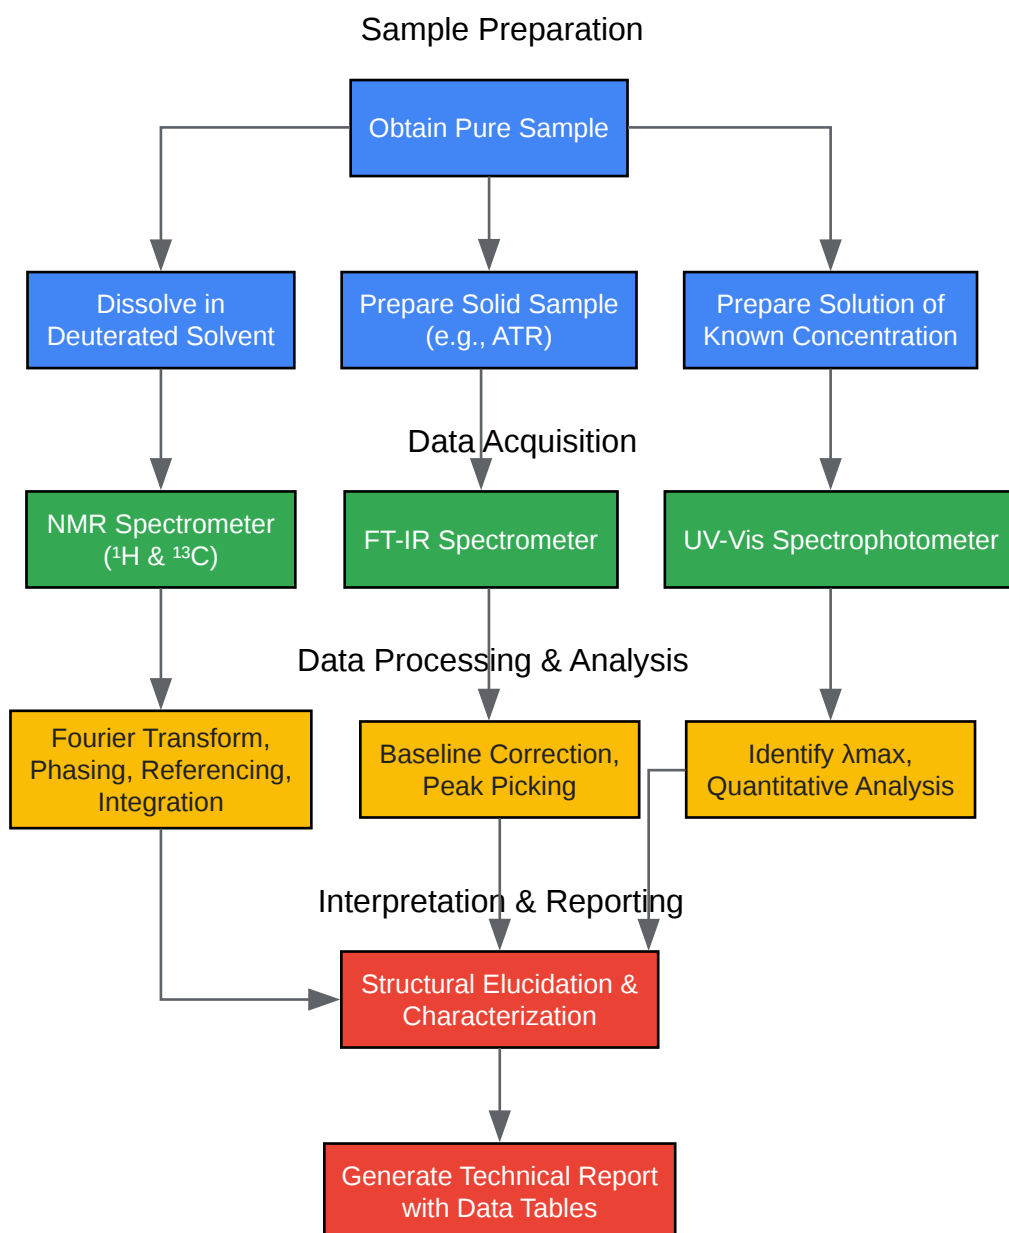 Sample Preparation
Obtain Pure Sample
Dissolve in
Deuterated Solvent
Prepare Solid Sample
(e.g., ATR)
Prepare Solution of
Known Concentration
Data Acquisition
NMR Spectrometer
(¹H & ¹³C)
FT-IR Spectrometer
UV-Vis Spectrophotometer
Data Processing & Analysis
Fourier Transform,
Phasing, Referencing,
Integration
Baseline Correction,
Peak Picking
Identify λmax,
Quantitative Analysis
Interpretation & Reporting
Structural Elucidation &
Characterization
Generate Technical Report
with Data Tables